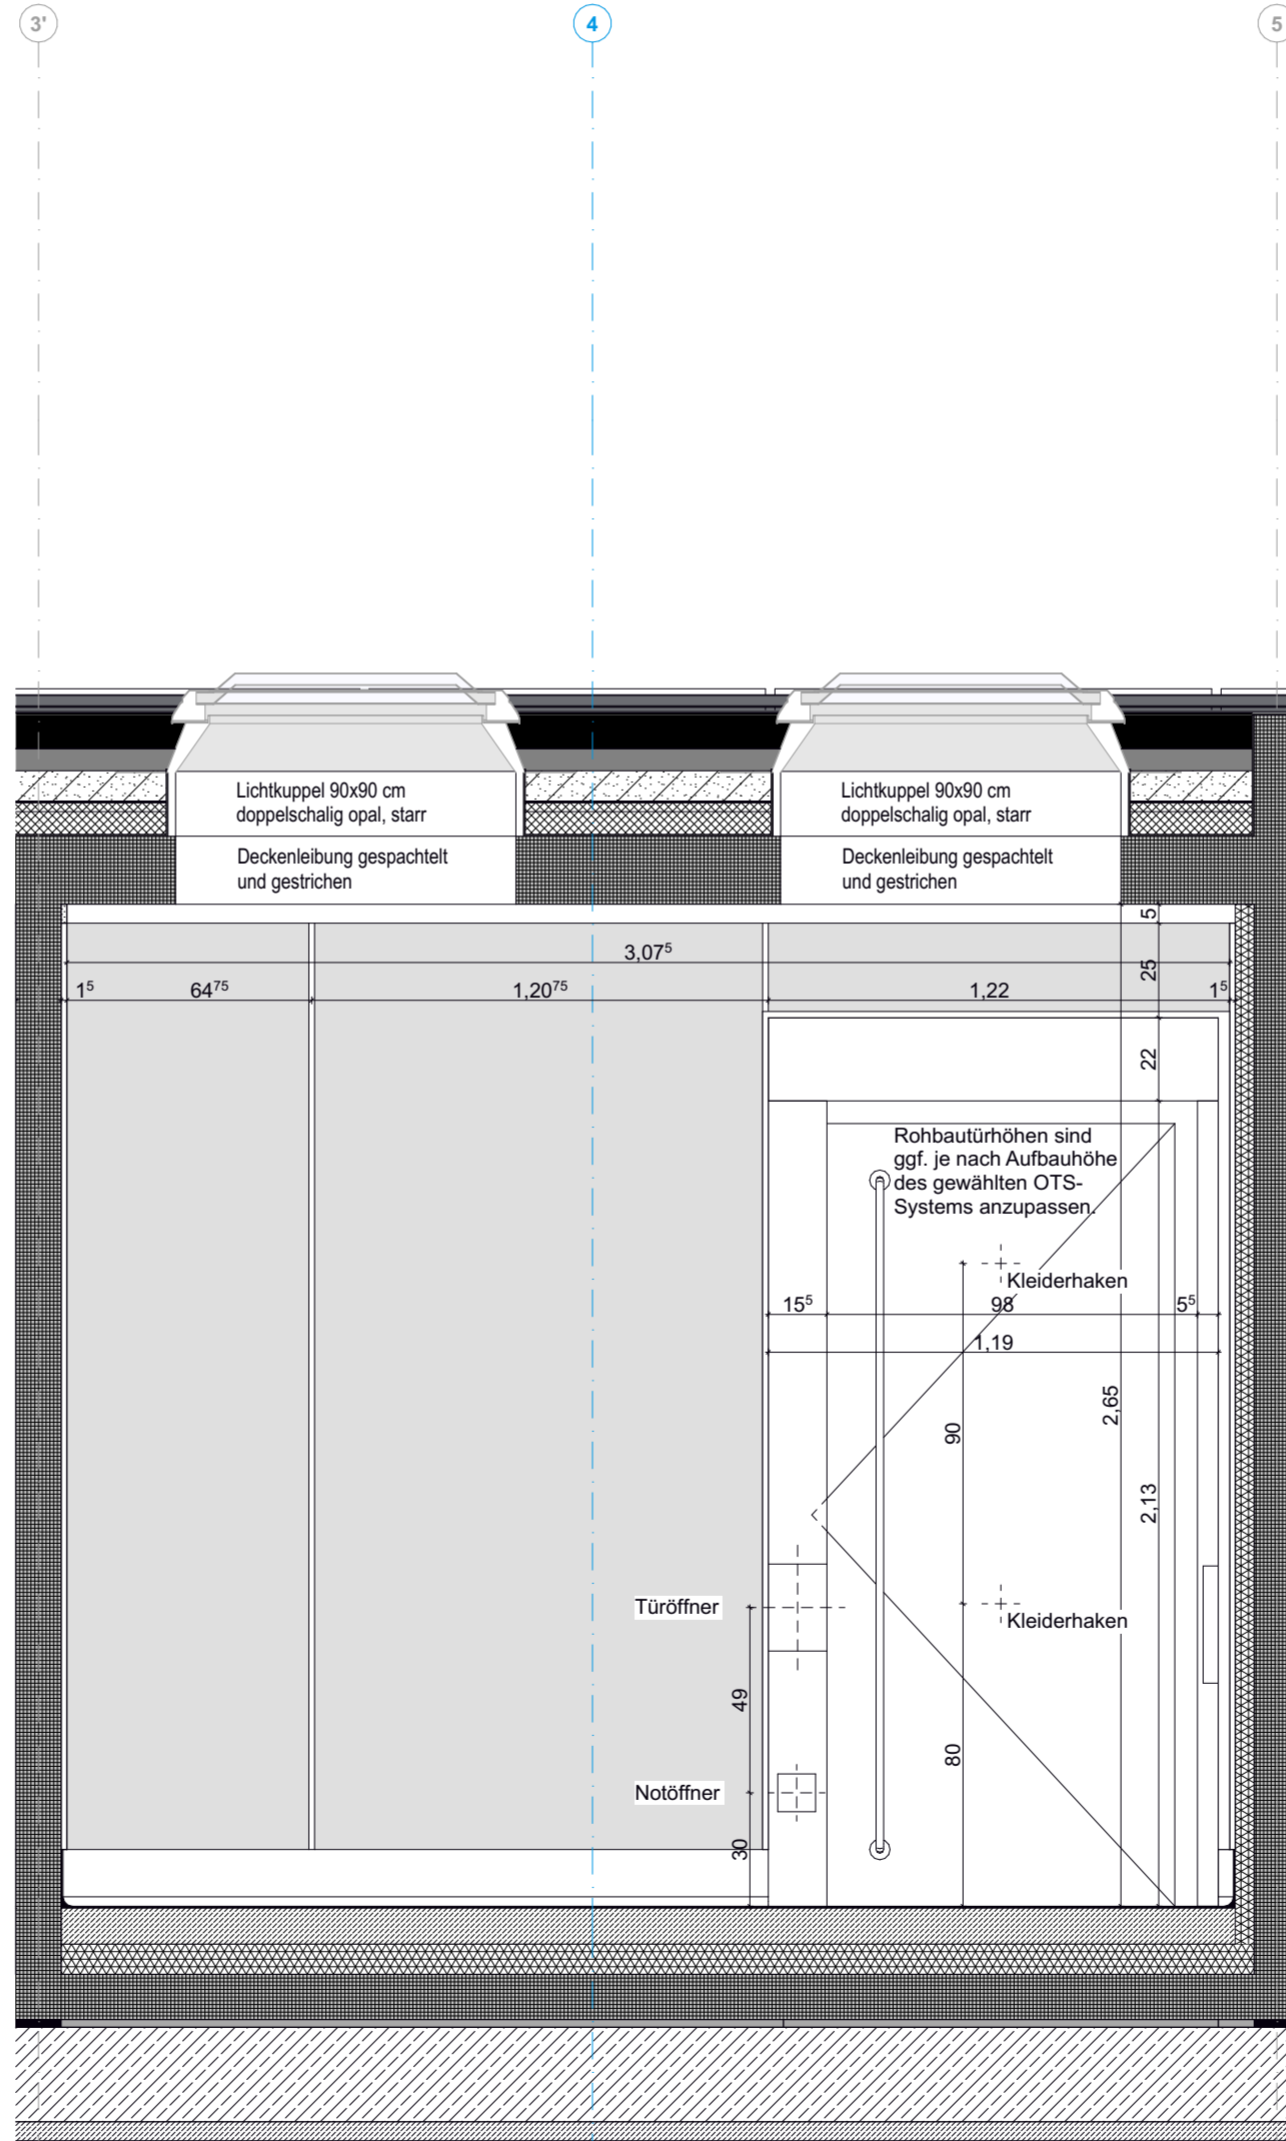 3'
4
5
Lichtkuppel 90x90 cm
doppelschalig opal, starr
Deckenleibung gespachtelt
und gestrichen
Lichtkuppel 90x90 cm
doppelschalig opal, starr
Deckenleibung gespachtelt
und gestrichen
5
3,07⁵
25
1⁵
64⁷⁵
1,20⁷⁵
1,22
1⁵
22
Rohbautürhöhen sind
ggf. je nach Aufbauhöhe
des gewählten OTS-
Systems anzupassen.
Kleiderhaken
15⁵
98
5⁵
1,19
2,65
90
2,13
Türöffner
Kleiderhaken
49
80
Notöffner
30